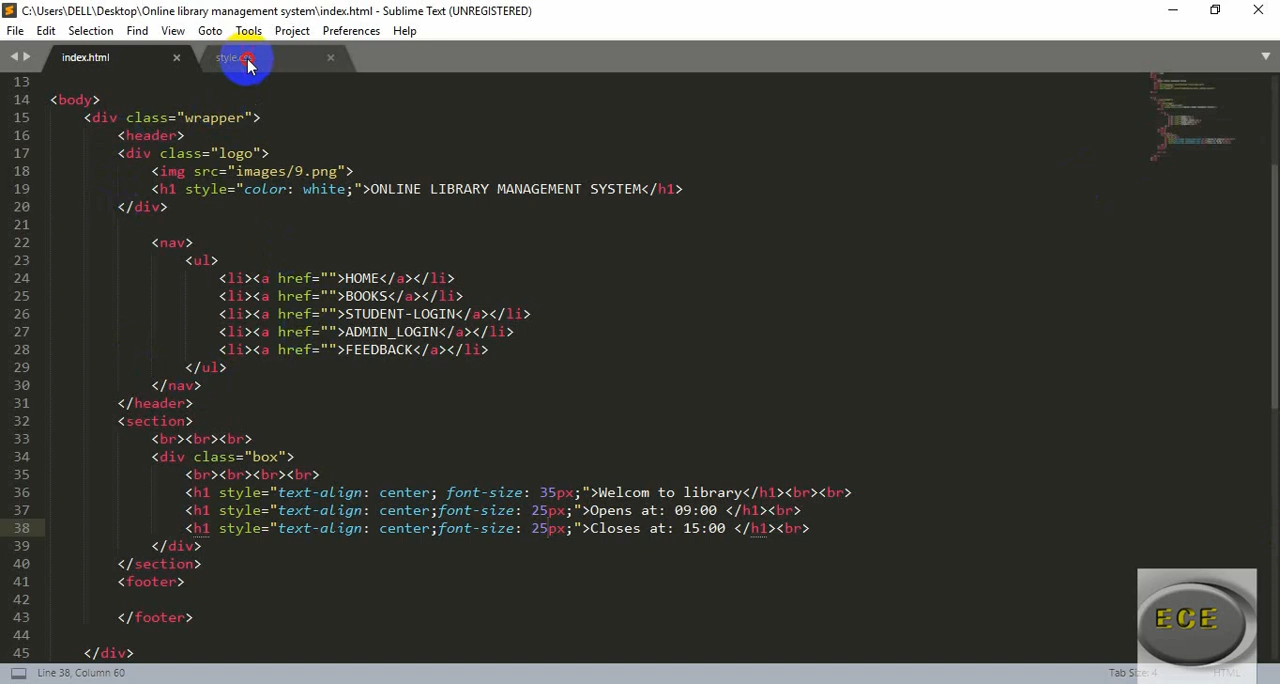 C:\Users\DELL\Desktop\Online library management system\index.html - Sublime Text (UNREGISTERED)
File Edit Selection Find View Goto Tools Project Preferences Help
index.html
13
14 <body>
15 <div class="wrapper">
16 <header>
17 <div class="logo">
18 <img src="images/9.png">
19 <h1 style="color: white;">ONLINE LIBRARY MANAGEMENT SYSTEM</h1>
20 </div>
21
22 <nav>
23 <ul>
24 <li><a href="">HOME</a></li>
25 <li><a href="">BOOKS</a></li>
26 <li><a href="">STUDENT-LOGIN</a></li>
27 <li><a href="">ADMIN_LOGIN</a></li>
28 <li><a href="">FEEDBACK</a></li>
29 </ul>
30 </nav>
31 </header>
32 <section>
33 <br><br><br>
34 <div class="box">
35 <br><br><br><br>
36 <h1 style="text-align: center; font-size: 35px;">Welcom to library</h1><br><br>
37 <h1 style="text-align: center;font-size: 25px;">Opens at: 09:00 </h1><br>
38 <h1 style="text-align: center;font-size: 25px;">Closes at: 15:00 </h1><br>
39 </div>
40 </section>
41 <footer>
42
43 </footer>
44
45 </div>
ECE
Line 38, Column 60
Tab Size: 4
HTML